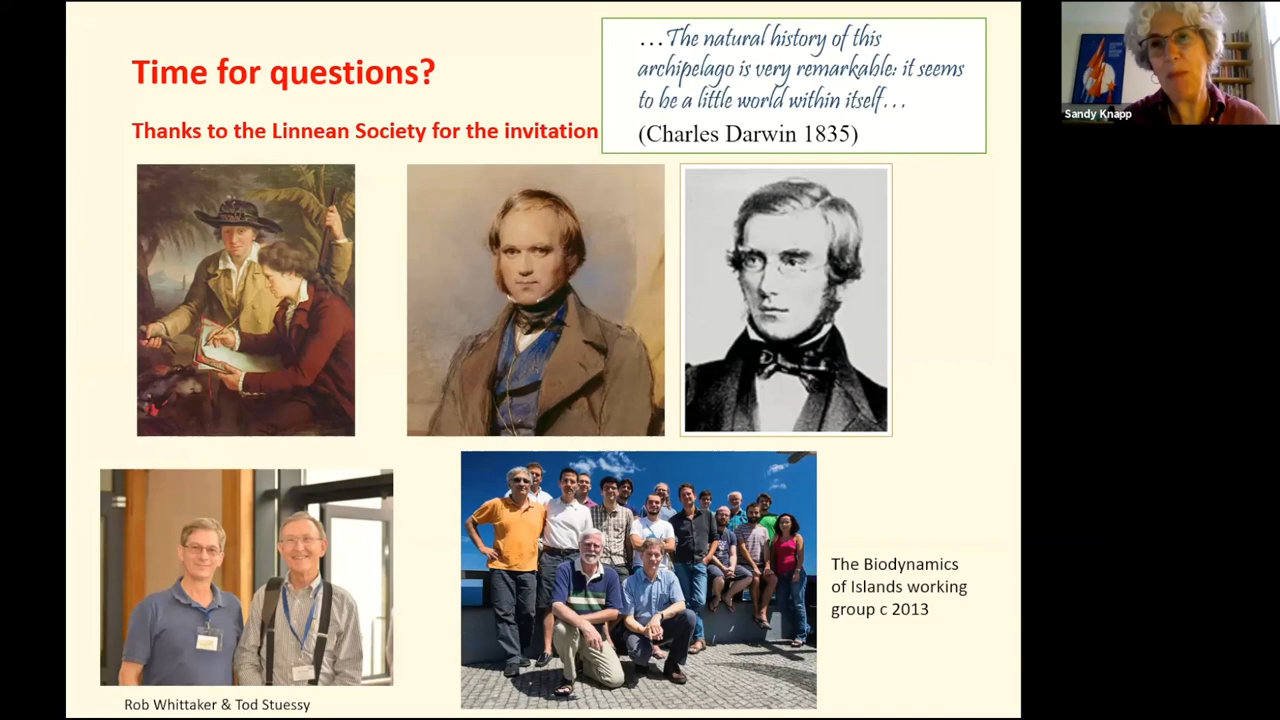 Time for questions?
Thanks to the Linnean Society for the invitation
...The natural history of this
archipelago is very remarkable: it seems
to be a little world within itself...
(Charles Darwin 1835)
Sandy Knapp
The Biodynamics
of Islands working
group c 2013
Rob Whittaker & Tod Stuessy